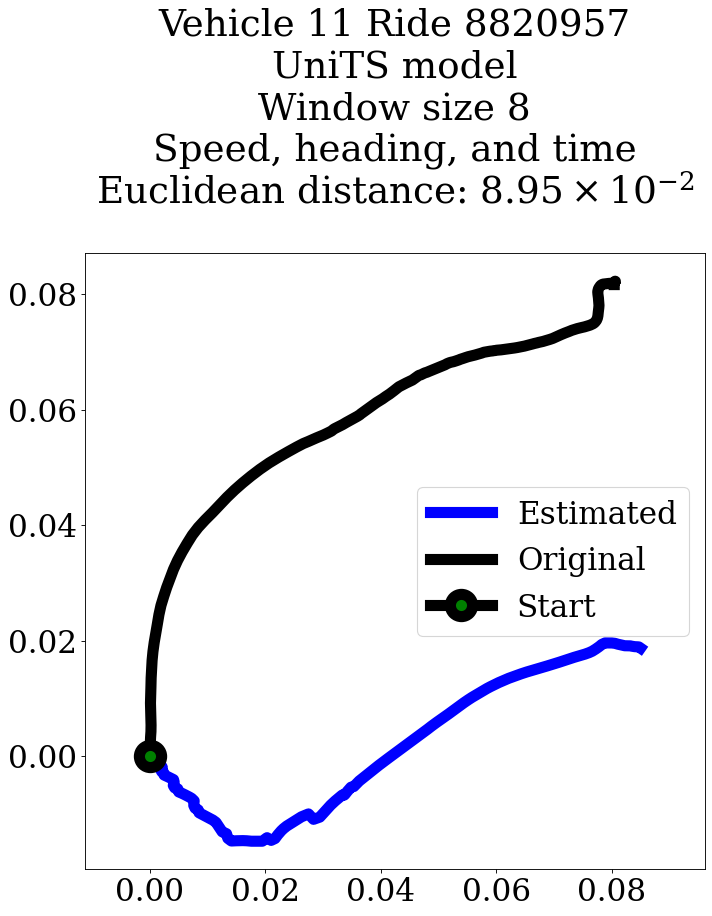 Vehicle 11 Ride 8820957
UniTS model
Window size 8
Speed, heading, and time
Euclidean distance: 8.95 × 10⁻²
0.08
0.06
0.04
0.02
0.00
Estimated
Original
Start
0.00 0.02 0.04 0.06 0.08